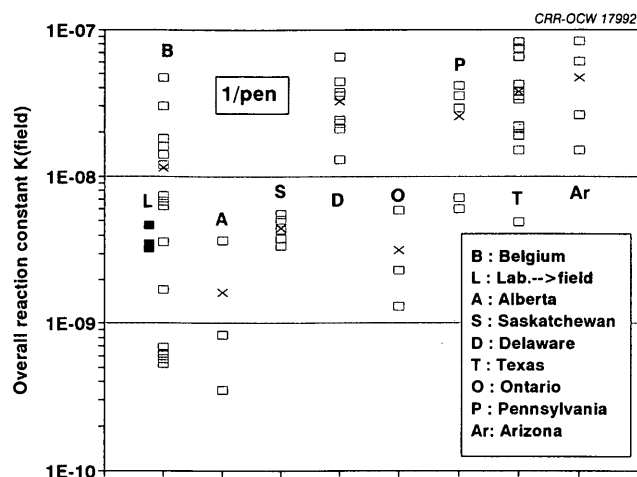 CRR-OCW 17992
1E-07
1E-08
1E-09
1E-10
Overall reaction constant K(field)
1/pen
B
L
A
S
D
O
P
T
Ar
B : Belgium
L : Lab.-->field
A : Alberta
S : Saskatchewan
D : Delaware
T : Texas
O : Ontario
P : Pennsylvania
Ar: Arizona